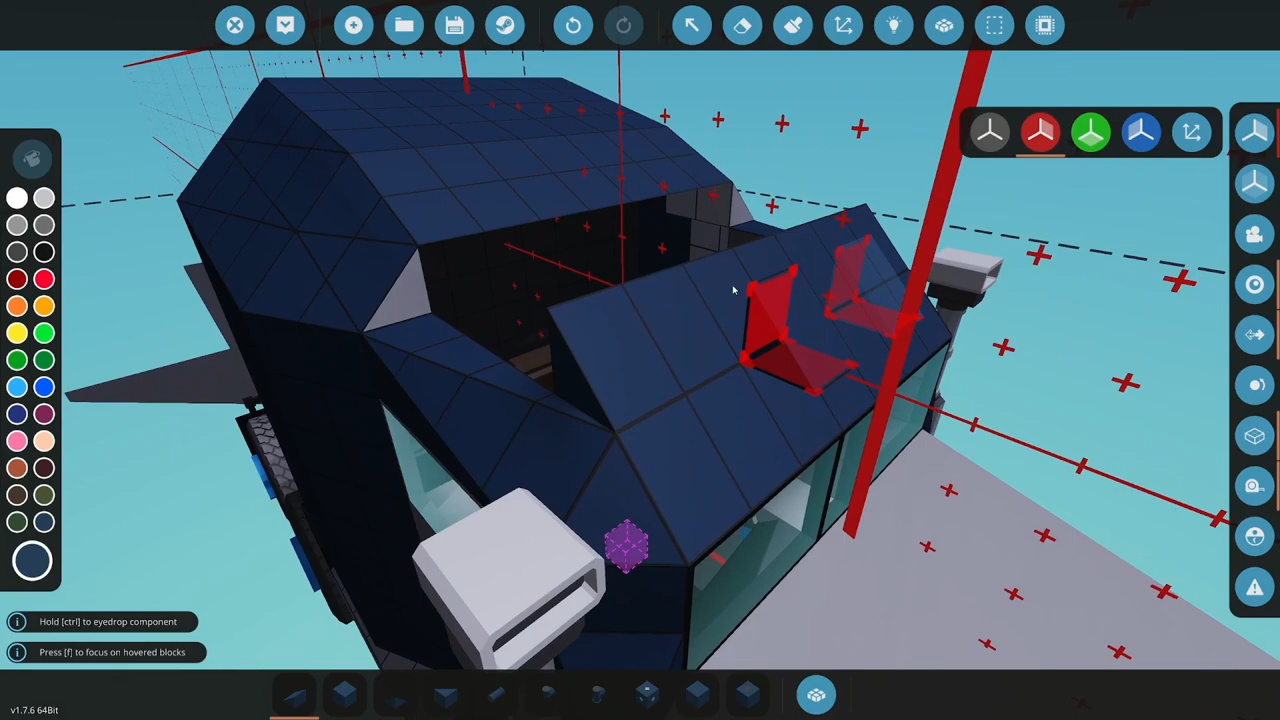 Hold [ctrl] to eyedrop component
Press [f] to focus on hovered blocks
v1.7.6 64Bit